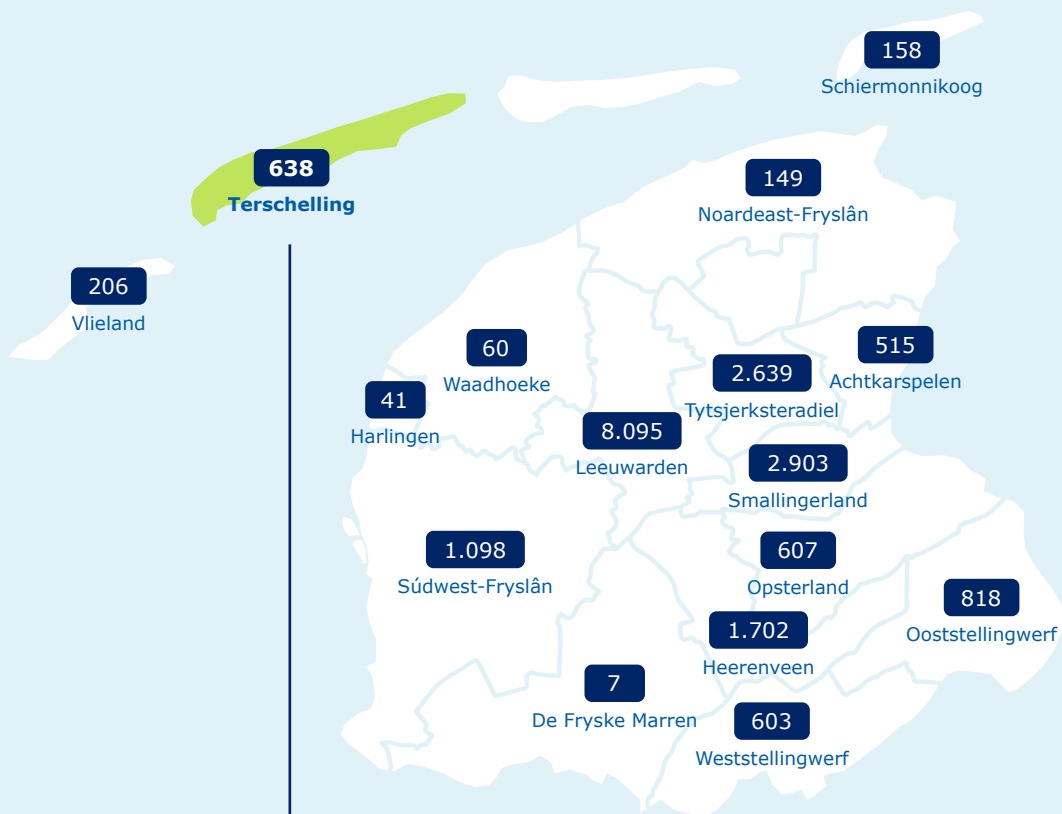 158
Schiermonnikoog
638
Terschelling
149
Noardeast-Fryslân
206
Vlieland
60
Waadhoeke
515
Achtkarspelen
2.639
Tytsjerksteradiel
41
Harlingen
8.095
Leeuwarden
2.903
Smallingerland
1.098
Súdwest-Fryslân
607
Opsterland
818
Ooststellingwerf
1.702
Heerenveen
7
De Fryske Marren
603
Weststellingwerf